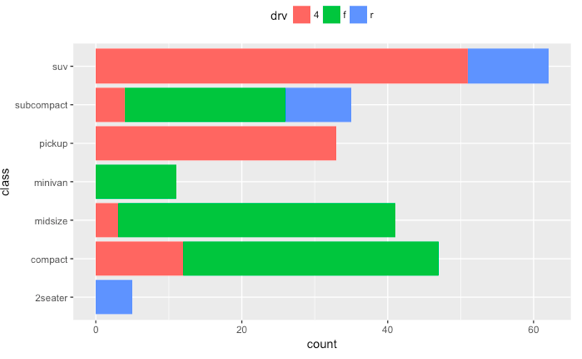 drv 4 f r
suv
subcompact
pickup
minivan
midsize
compact
2seater
class
0 20 40 60
count